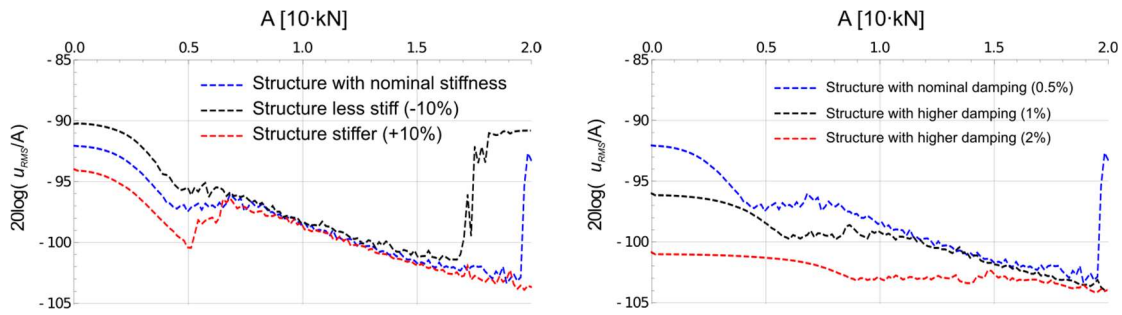 A [10·kN]
0.0 0.5 1.0 1.5 2.0
- 85
- 90
- 95
- 100
- 105
20log( u_RMS/A)
Structure with nominal stiffness
Structure less stiff (-10%)
Structure stiffer (+10%)
A [10·kN]
0.0 0.5 1.0 1.5 2.0
- 85
- 90
- 95
- 100
- 105
20log( u_RMS/A)
Structure with nominal damping (0.5%)
Structure with higher damping (1%)
Structure with higher damping (2%)